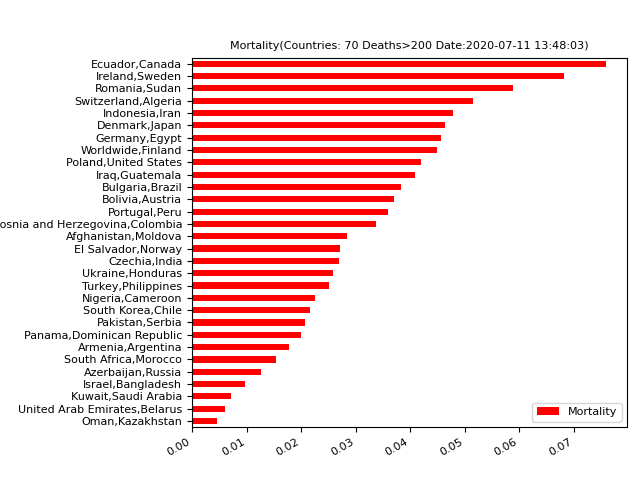 Mortality(Countries: 70 Deaths>200 Date:2020-07-11 13:48:03)
Ecuador,Canada
Ireland,Sweden
Romania,Sudan
Switzerland,Algeria
Indonesia,Iran
Denmark,Japan
Germany,Egypt
Worldwide,Finland
Poland,United States
Iraq,Guatemala
Bulgaria,Brazil
Bolivia,Austria
Portugal,Peru
osnia and Herzegovina,Colombia
Afghanistan,Moldova
El Salvador,Norway
Czechia,India
Ukraine,Honduras
Turkey,Philippines
Nigeria,Cameroon
South Korea,Chile
Pakistan,Serbia
Panama,Dominican Republic
Armenia,Argentina
South Africa,Morocco
Azerbaijan,Russia
Israel,Bangladesh
Kuwait,Saudi Arabia
United Arab Emirates,Belarus
Oman,Kazakhstan
Mortality
0.00 0.01 0.02 0.03 0.04 0.05 0.06 0.07